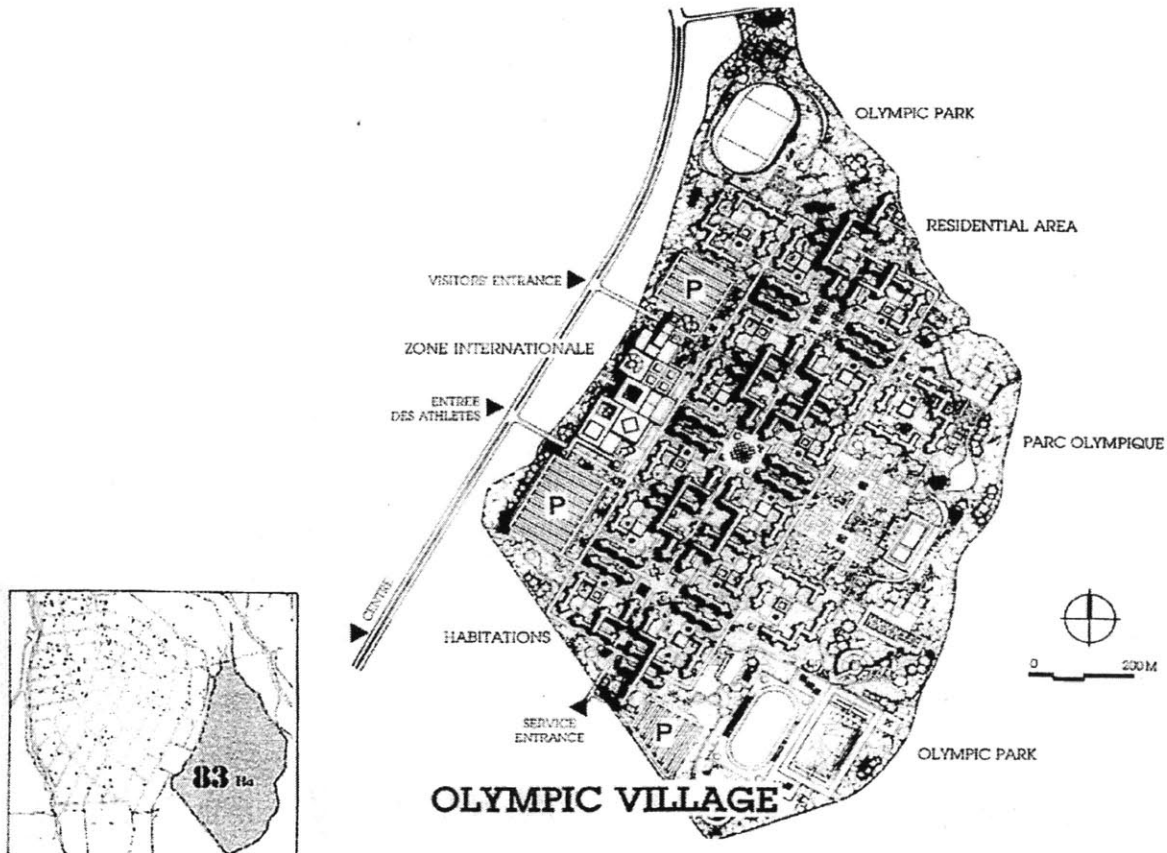 OLYMPIC PARK
RESIDENTIAL AREA
VISITORS' ENTRANCE
P
ZONE INTERNATIONALE
ENTREE
DES ATHLETES
PARC OLYMPIQUE
P
CENTRE
HABITATIONS
0 200 M
SERVICE
ENTRANCE
P
OLYMPIC PARK
83 Ha
OLYMPIC VILLAGE